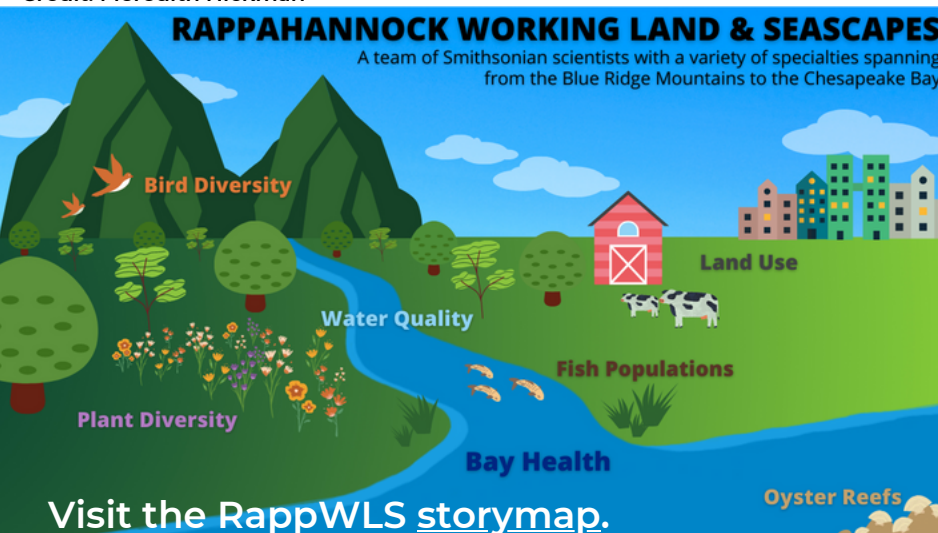 RAPPAHANNOCK WORKING LAND & SEASCAPES
A team of Smithsonian scientists with a variety of specialties spanning
from the Blue Ridge Mountains to the Chesapeake Bay
Bird Diversity
Land Use
Water Quality
Fish Populations
Plant Diversity
Bay Health
Oyster Reefs
Visit the RappWLS storymap.